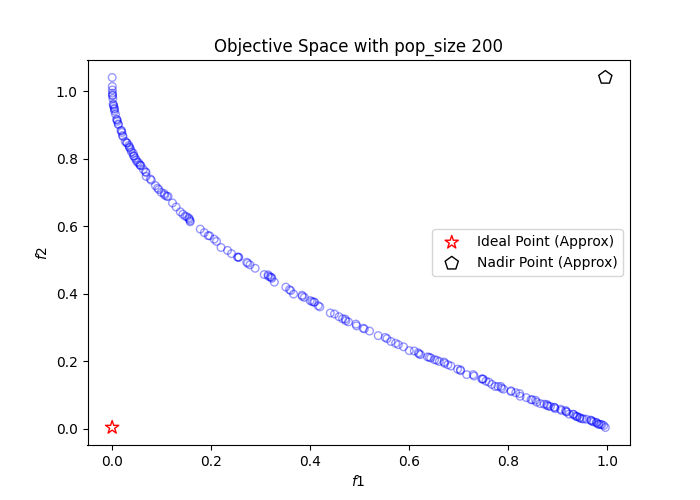 Objective Space with pop_size 200
f2
1.0
0.8
0.6
0.4
0.2
0.0
Ideal Point (Approx)
Nadir Point (Approx)
0.0 0.2 0.4 0.6 0.8 1.0
f1